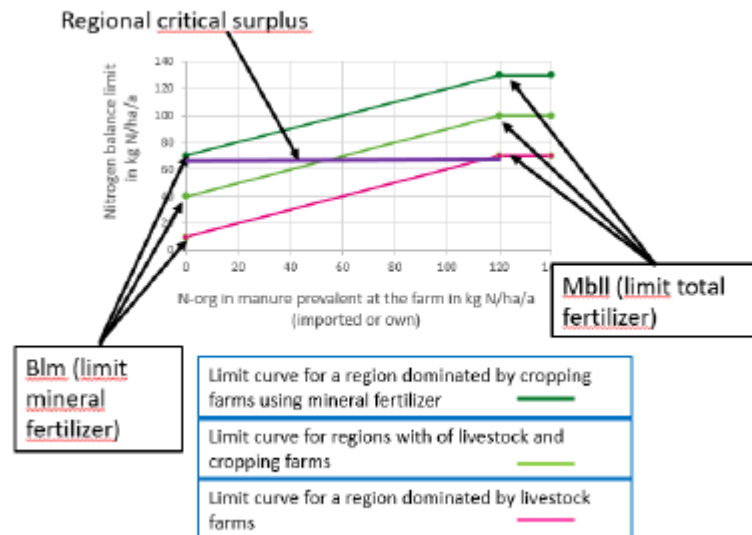 Regional critical surplus
Nitrogen balance limit
in kg N/ha/a
140
120
100
80
60
40
0
0
20
40
60
80
100
120
N-org in manure prevalent at the farm in kg N/ha/a
(imported or own)
Mbll (limit total
fertilizer)
Blm (limit
mineral
fertilizer)
Limit curve for a region dominated by cropping
farms using mineral fertilizer
Limit curve for regions with of livestock and
cropping farms
Limit curve for a region dominated by livestock
farms